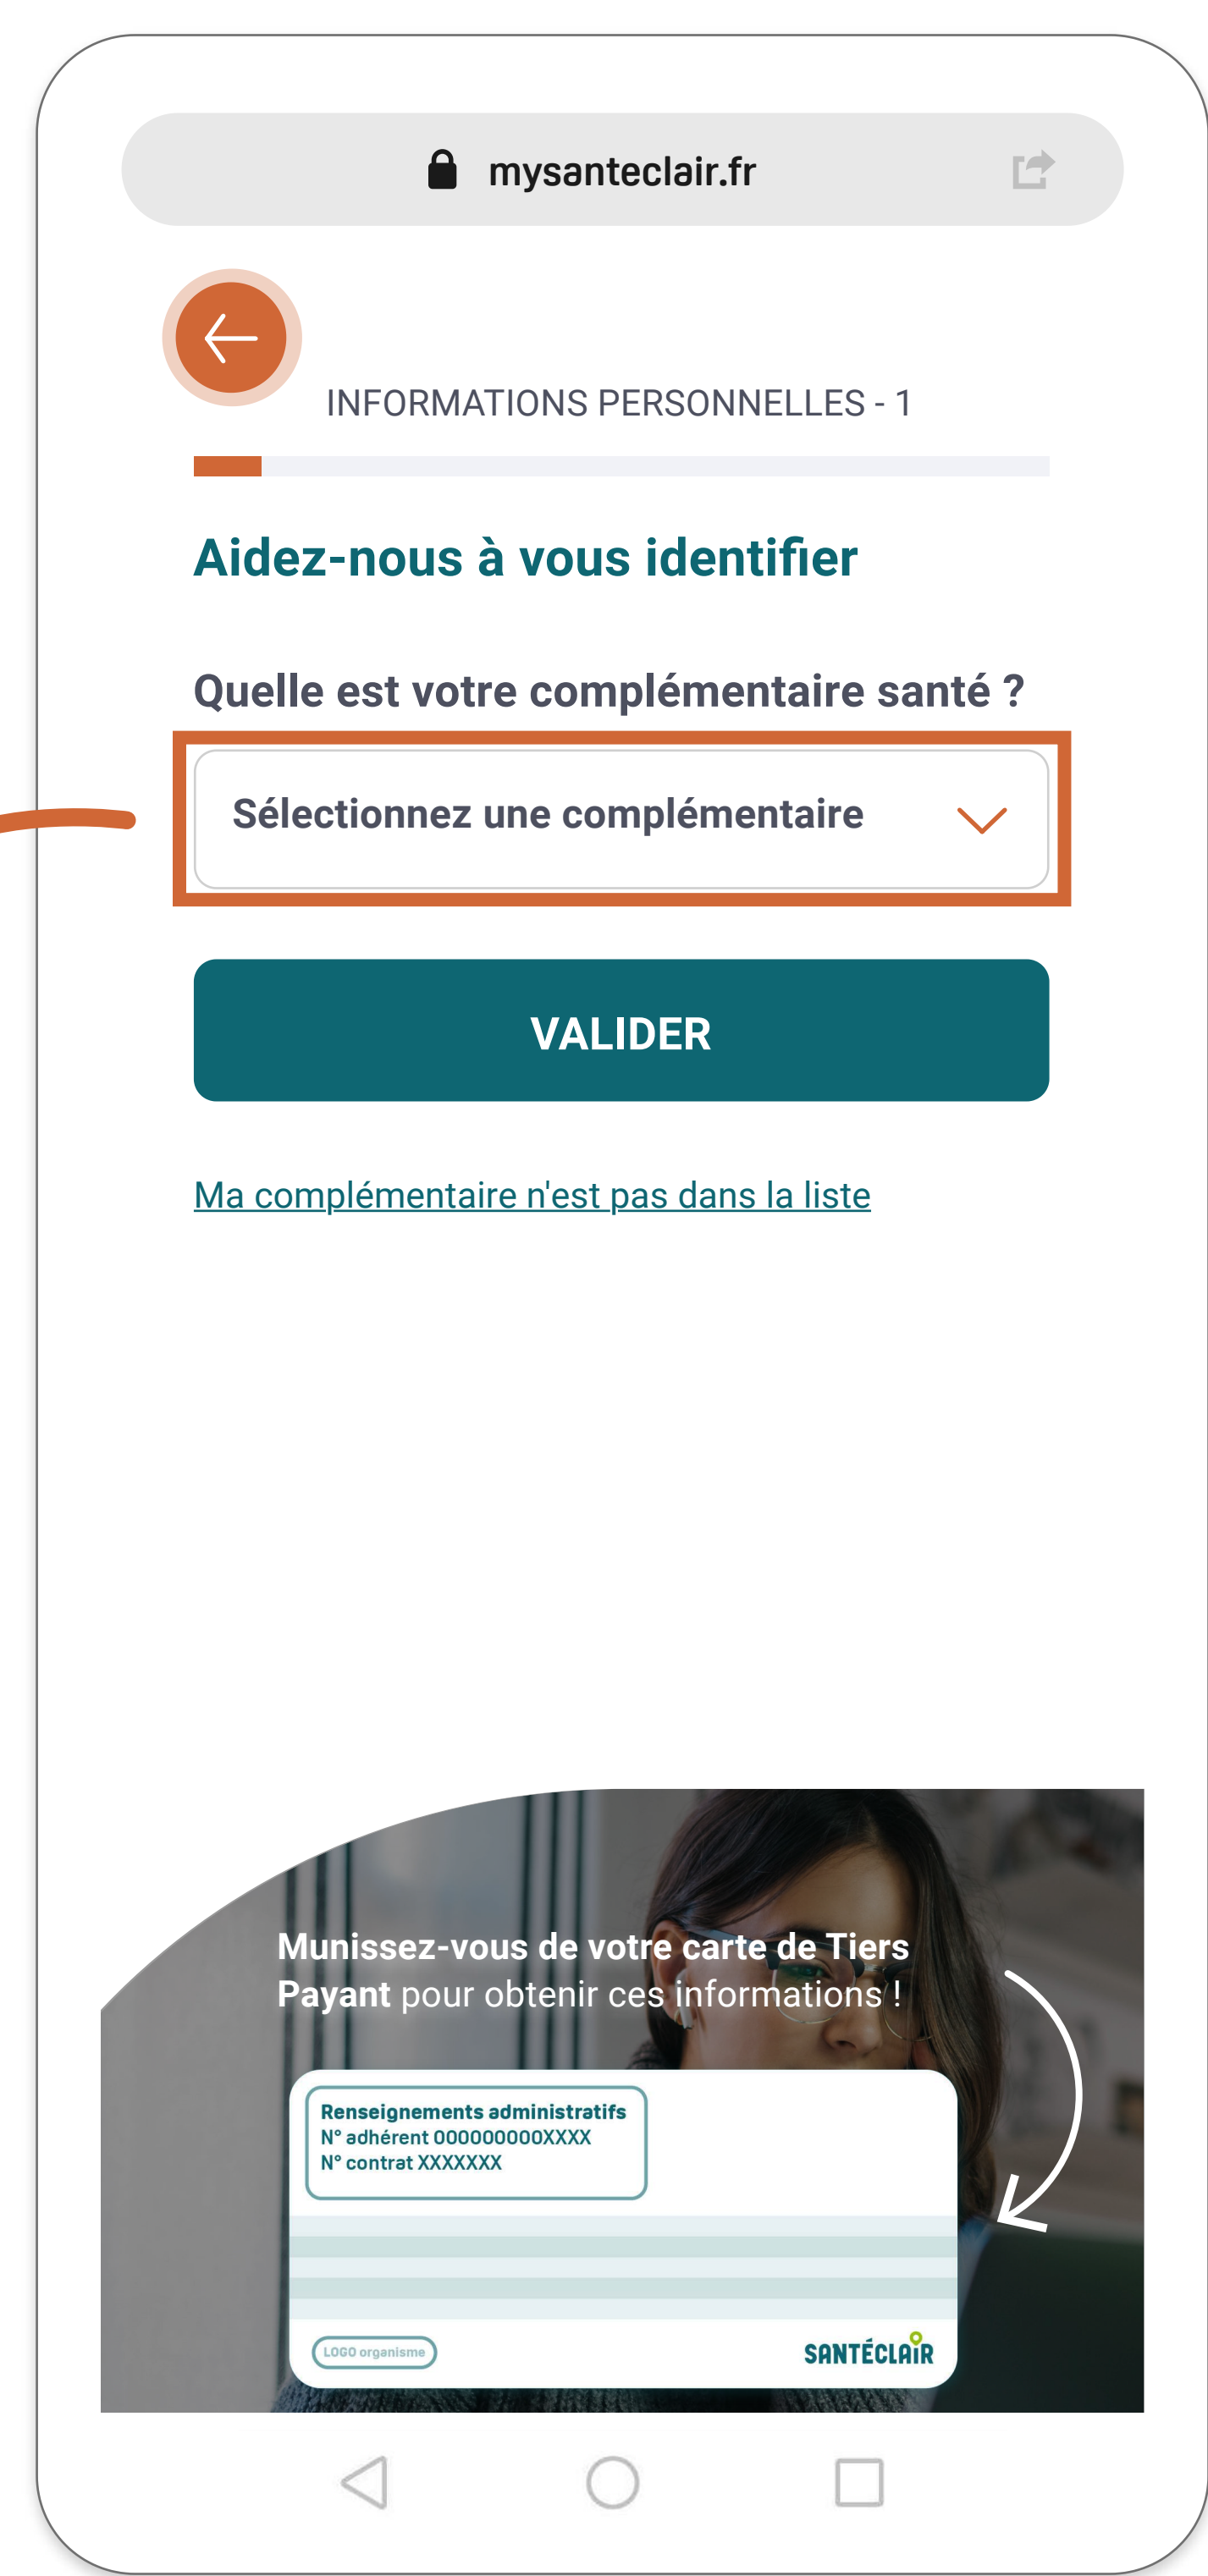 mysanteclair.fr
INFORMATIONS PERSONNELLES - 1
Aidez-nous à vous identifier
Quelle est votre complémentaire santé ?
Sélectionnez une complémentaire
VALIDER
Ma complémentaire n'est pas dans la liste
Munissez-vous de votre carte de Tiers
Payant pour obtenir ces informations !
Renseignements administratifs
N° adhérent 000000000XXXX
N° contrat XXXXXXX
LOGO organisme
SANTÉCLAiR